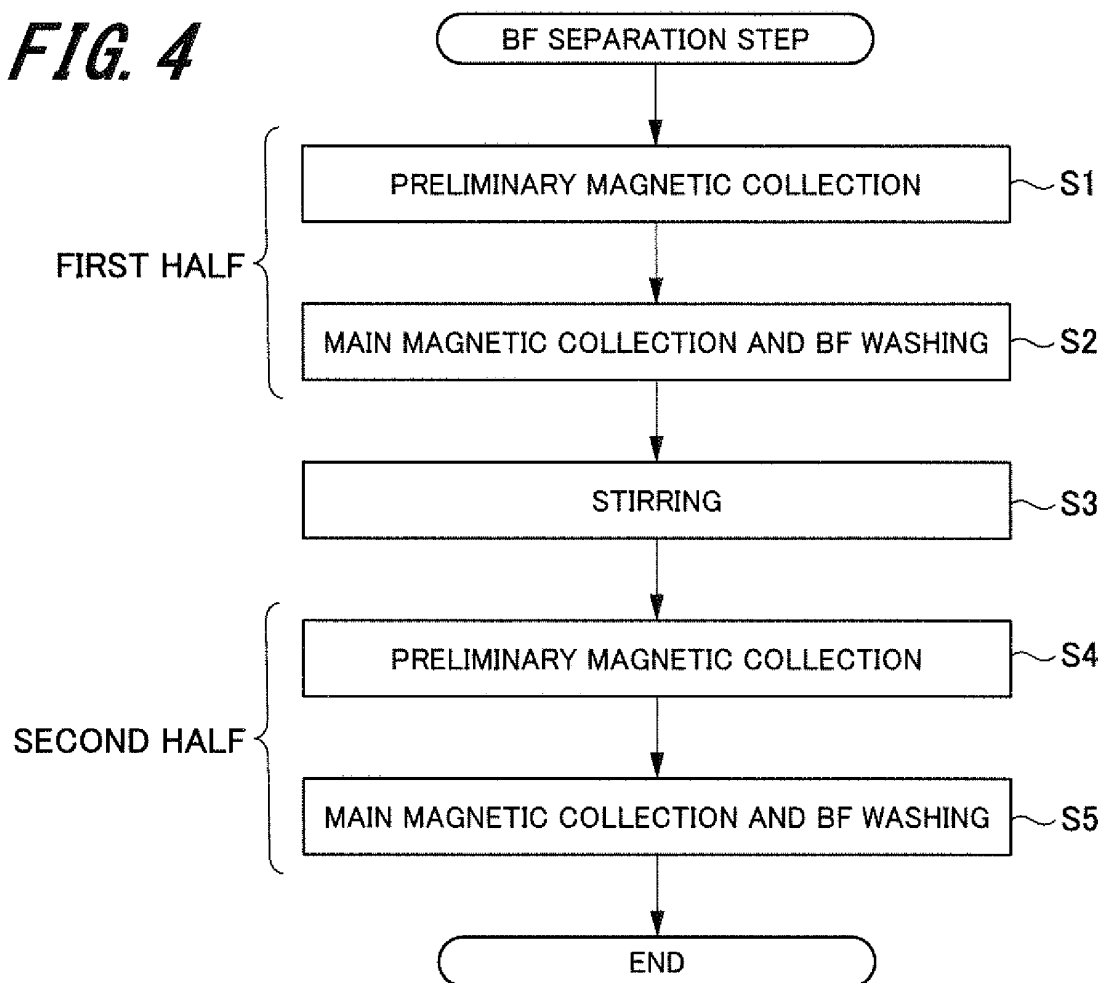 FIG. 4
BF SEPARATION STEP
PRELIMINARY MAGNETIC COLLECTION
S1
FIRST HALF
MAIN MAGNETIC COLLECTION AND BF WASHING
S2
STIRRING
S3
PRELIMINARY MAGNETIC COLLECTION
S4
SECOND HALF
MAIN MAGNETIC COLLECTION AND BF WASHING
S5
END